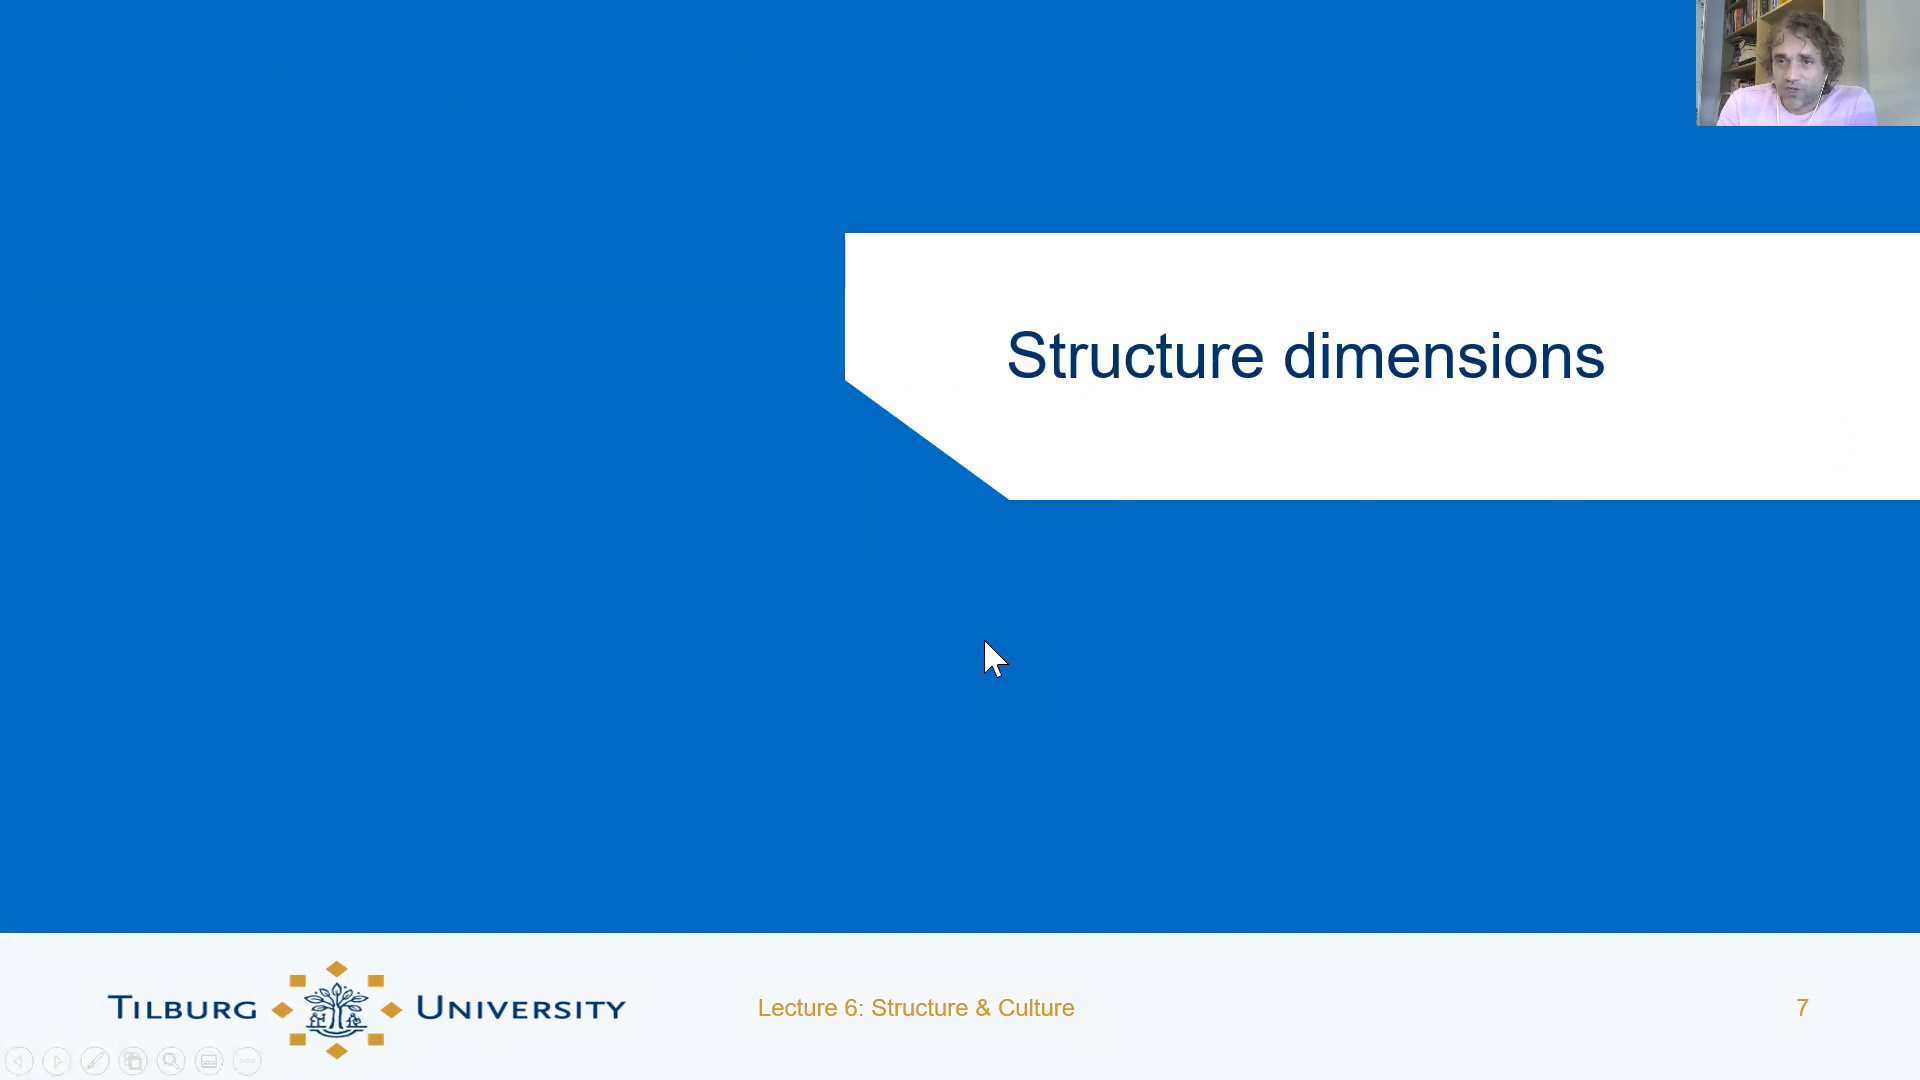 Structure dimensions
TILBURG UNIVERSITY
Lecture 6: Structure & Culture
7